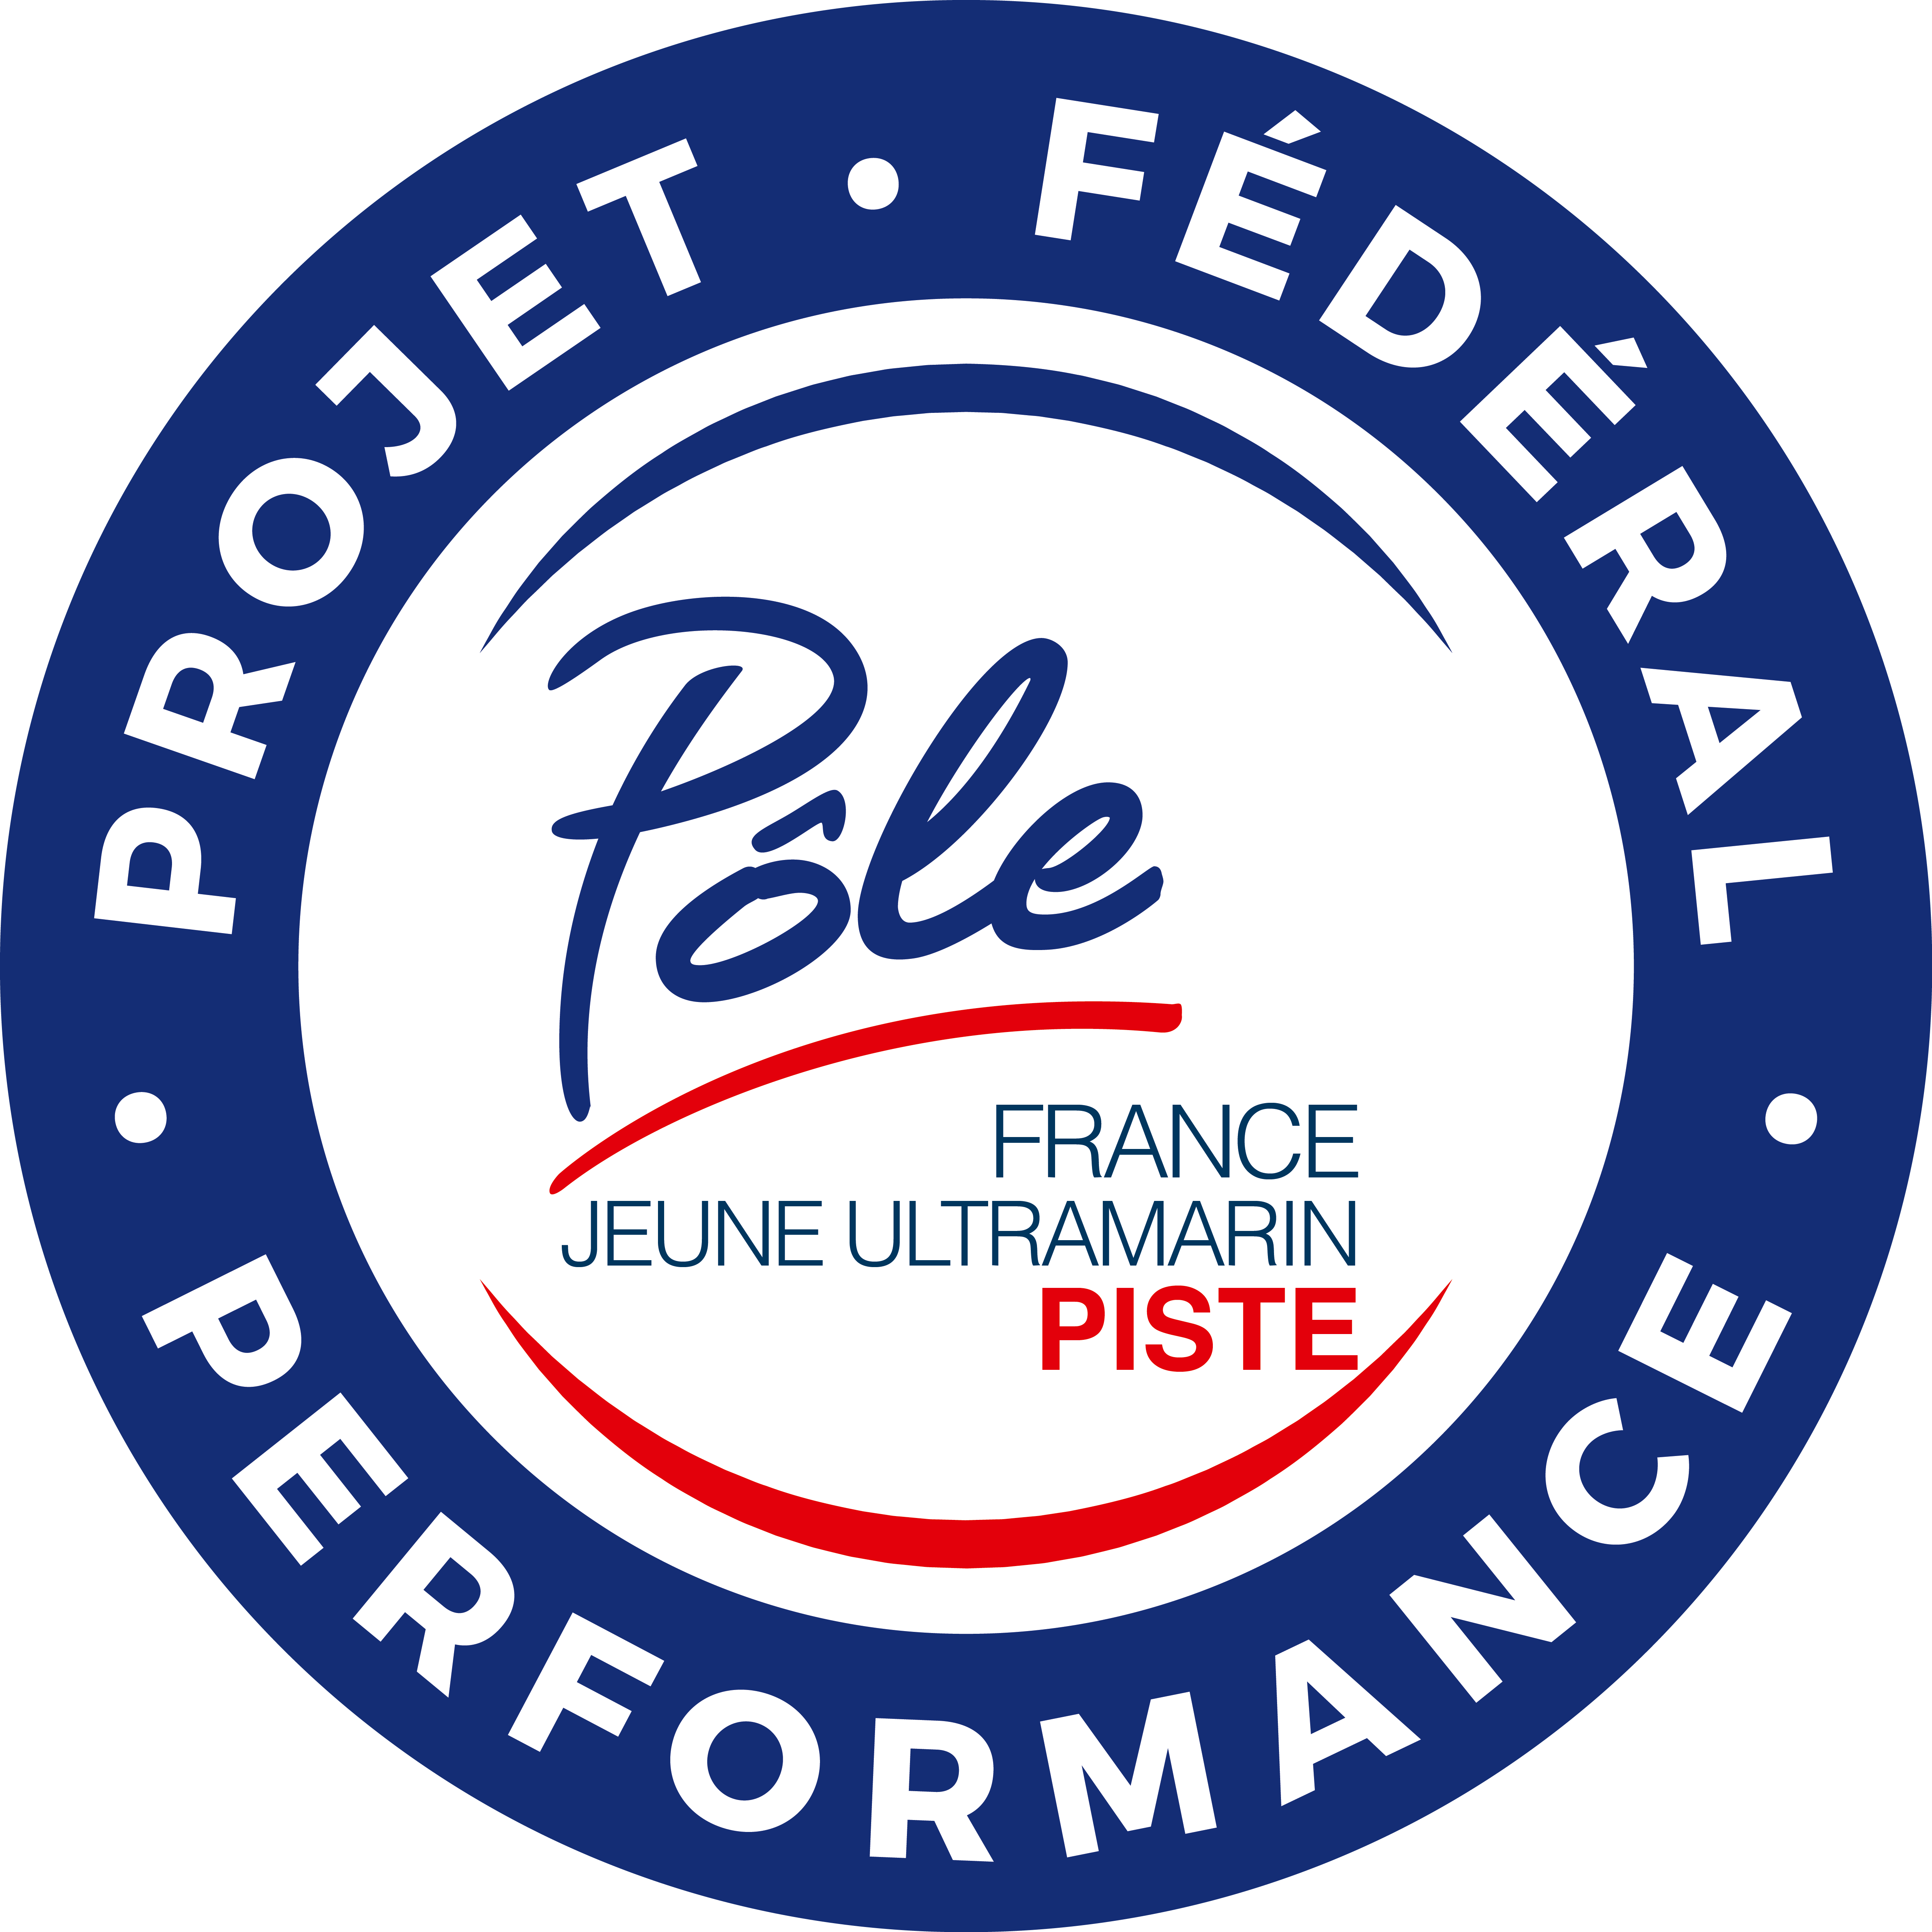 PROJET • FÉDÉRAL
• PERFORMANCE •
Pôle
FRANCE
JEUNE ULTRAMARIN
PISTE